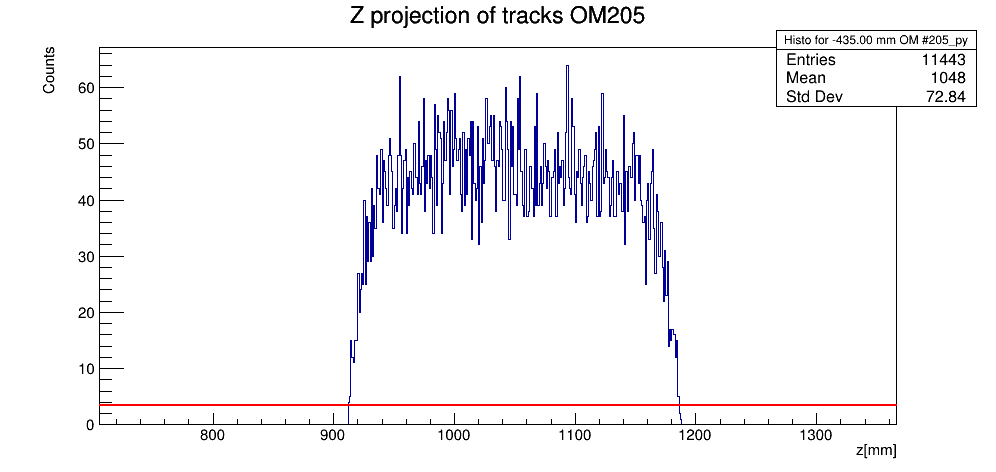 Z projection of tracks OM205
Histo for -435.00 mm OM #205_py
Entries 11443
Mean 1048
Std Dev 72.84
Counts
60
50
40
30
20
10
0
800 900 1000 1100 1200 1300
z[mm]